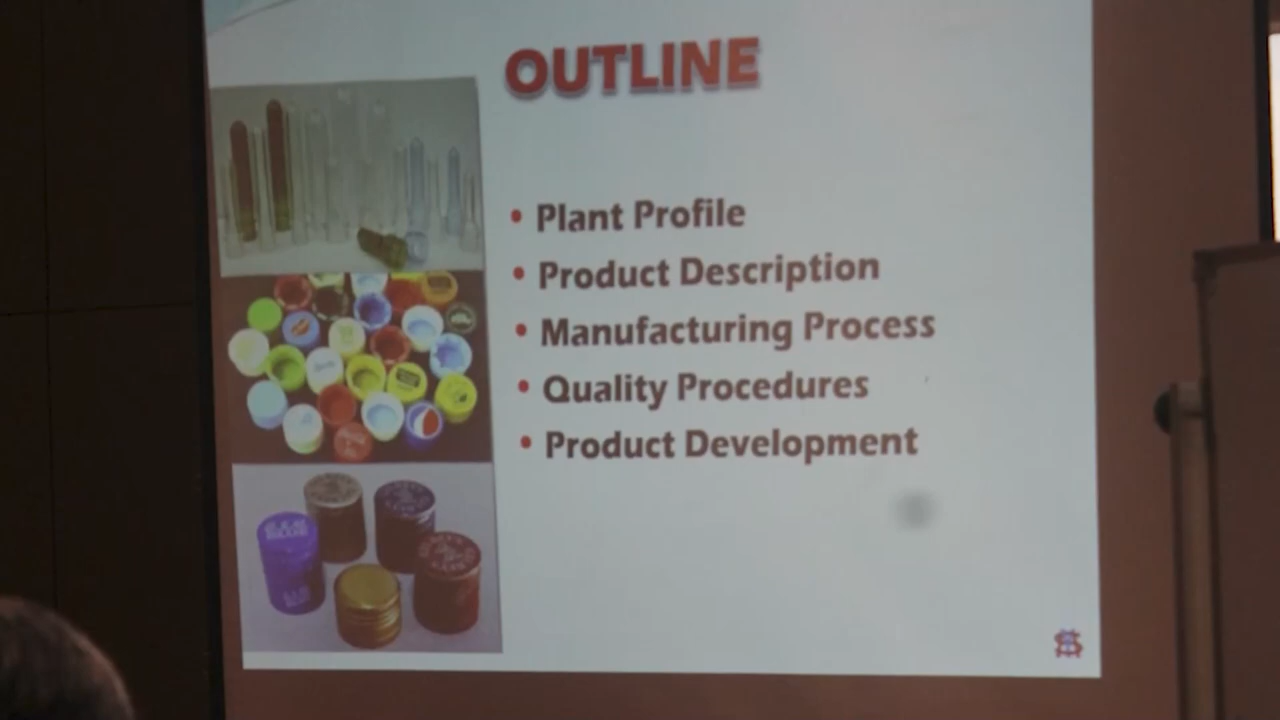 OUTLINE
• Plant Profile
• Product Description
• Manufacturing Process
• Quality Procedures
• Product Development